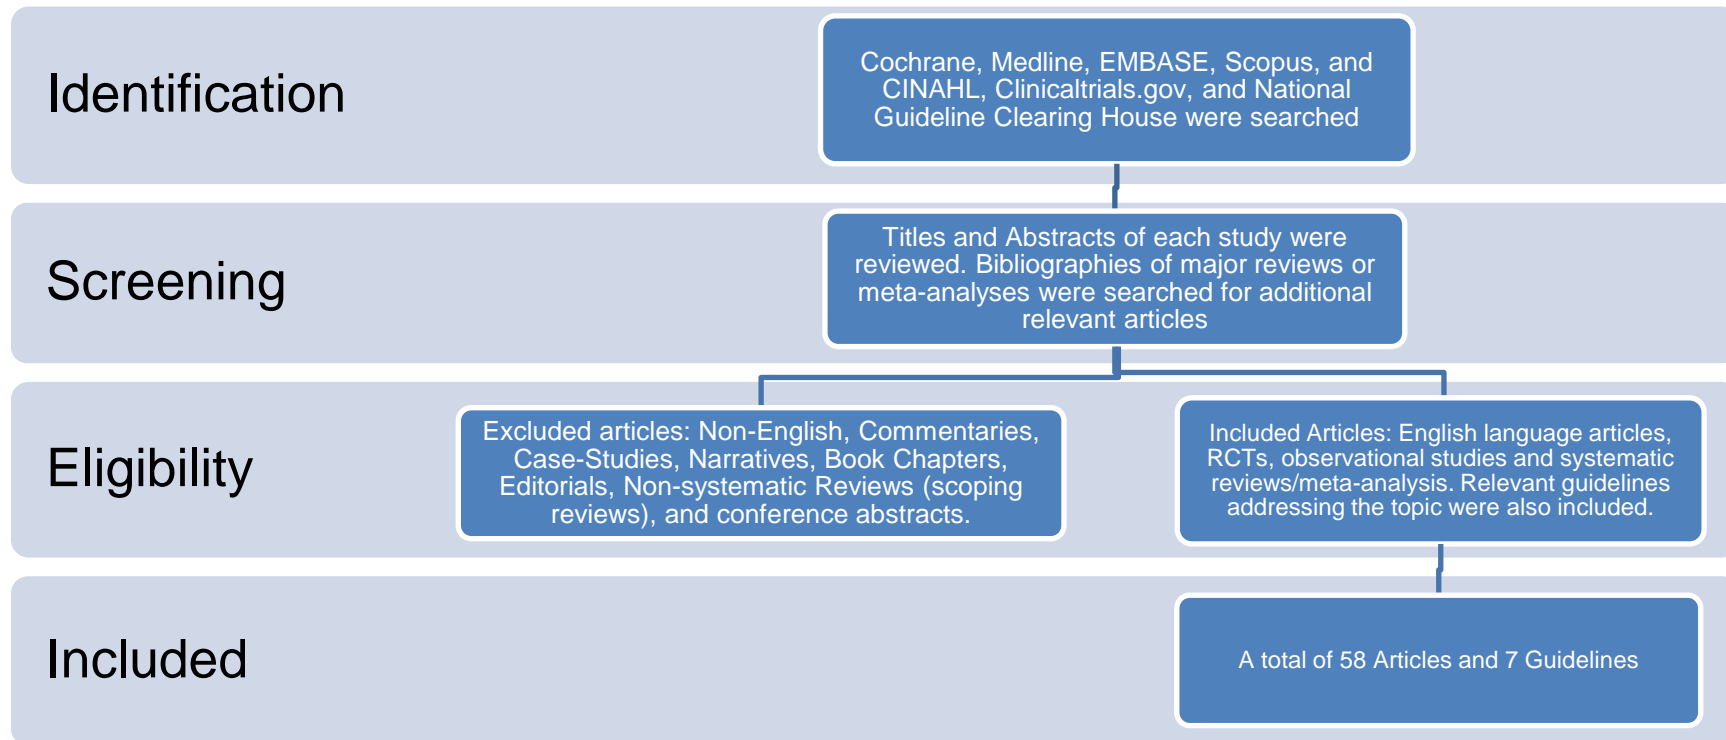 Identification
Cochrane, Medline, EMBASE, Scopus, and
CINAHL, Clinicaltrials.gov, and National
Guideline Clearing House were searched
Screening
Titles and Abstracts of each study were
reviewed. Bibliographies of major reviews or
meta-analyses were searched for additional
relevant articles
Eligibility
Excluded articles: Non-English, Commentaries,
Case-Studies, Narratives, Book Chapters,
Editorials, Non-systematic Reviews (scoping
reviews), and conference abstracts.
Included Articles: English language articles,
RCTs, observational studies and systematic
reviews/meta-analysis. Relevant guidelines
addressing the topic were also included.
Included
A total of 58 Articles and 7 Guidelines